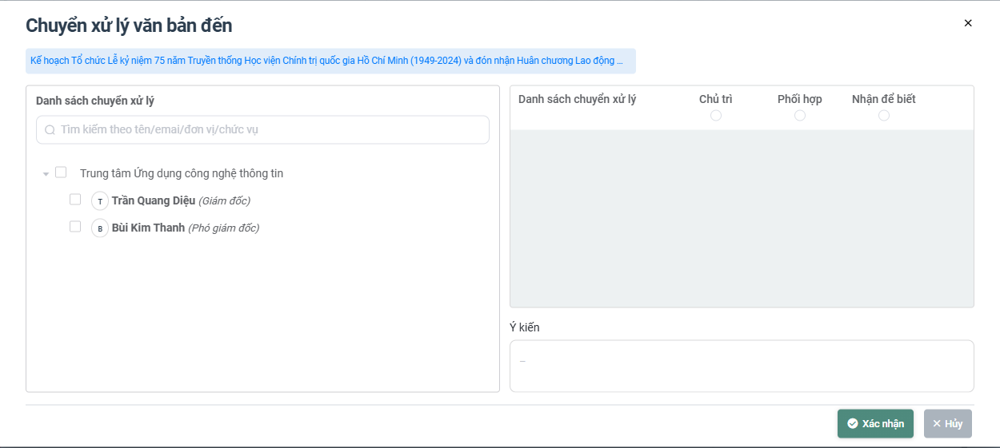 Chuyển xử lý văn bản đến
Kế hoạch Tổ chức Lễ kỷ niệm 75 năm Truyền thống Học viện Chính trị quốc gia Hồ Chí Minh (1949-2024) và đón nhận Huân chương Lao động ...
Danh sách chuyển xử lý
Tìm kiếm theo tên/emai/đơn vị/chức vụ
Trung tâm Ứng dụng công nghệ thông tin
T Trần Quang Diệu (Giám đốc)
B Bùi Kim Thanh (Phó giám đốc)
Danh sách chuyển xử lý Chủ trì Phối hợp Nhận để biết
Ý kiến
Xác nhận Hủy